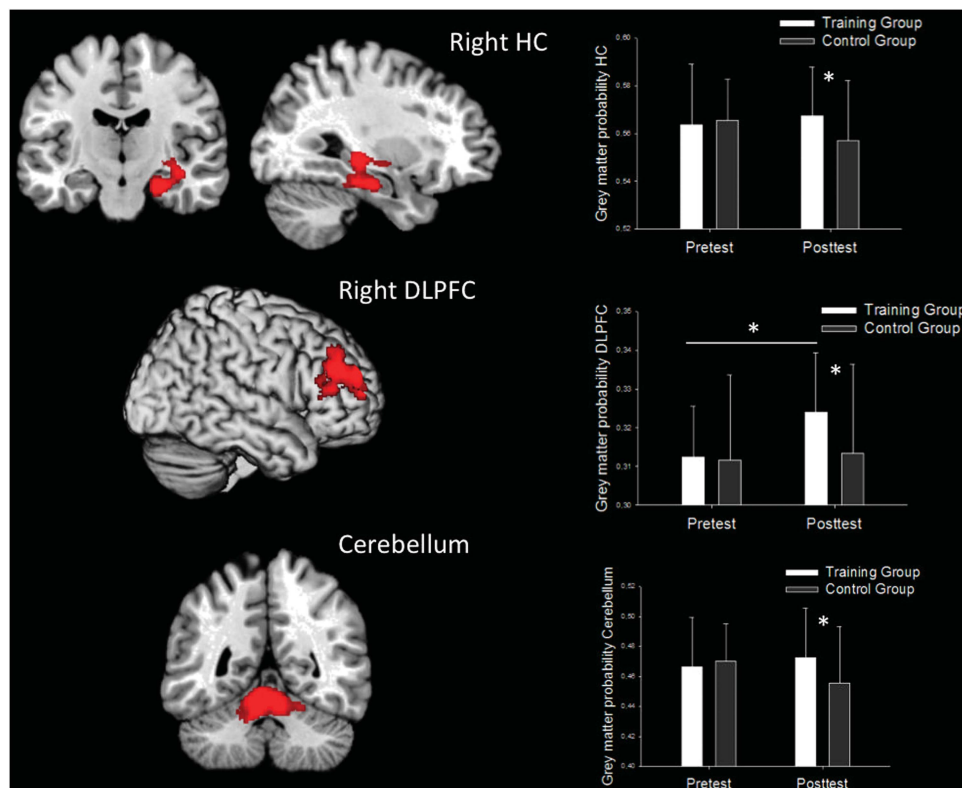 Right HC
Training Group
Control Group
Grey matter probability HC
0.60
0.58
0.56
0.54
0.52
Pretest
Posttest
*
Right DLPFC
Training Group
Control Group
Grey matter probability DLPFC
0.35
0.34
0.33
0.32
0.31
0.30
Pretest
Posttest
*
*
Cerebellum
Training Group
Control Group
Grey matter probability Cerebellum
0.52
0.50
0.48
0.46
0.44
0.42
0.40
Pretest
Posttest
*